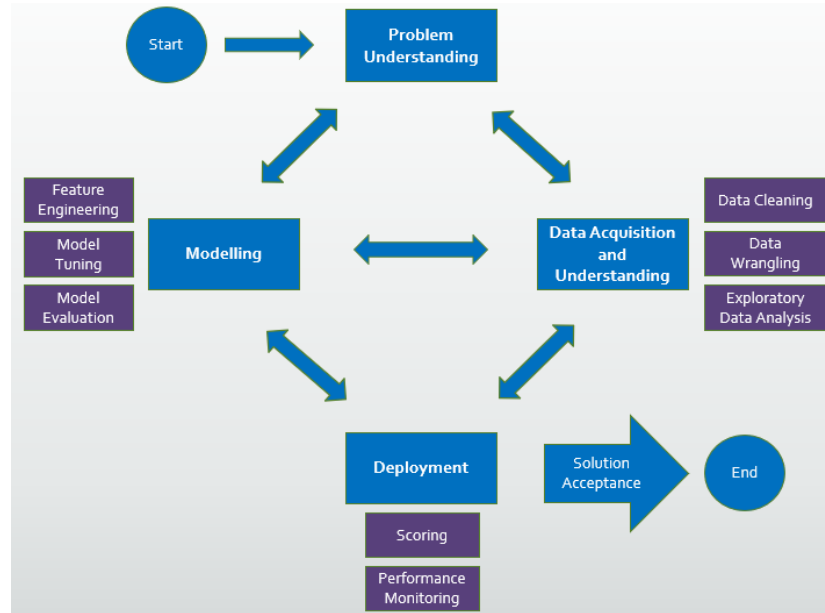 Start
Problem
Understanding
Feature
Engineering
Model
Tuning
Model
Evaluation
Modelling
Data Acquisition
and
Understanding
Data Cleaning
Data
Wrangling
Exploratory
Data Analysis
Deployment
Scoring
Performance
Monitoring
Solution
Acceptance
End